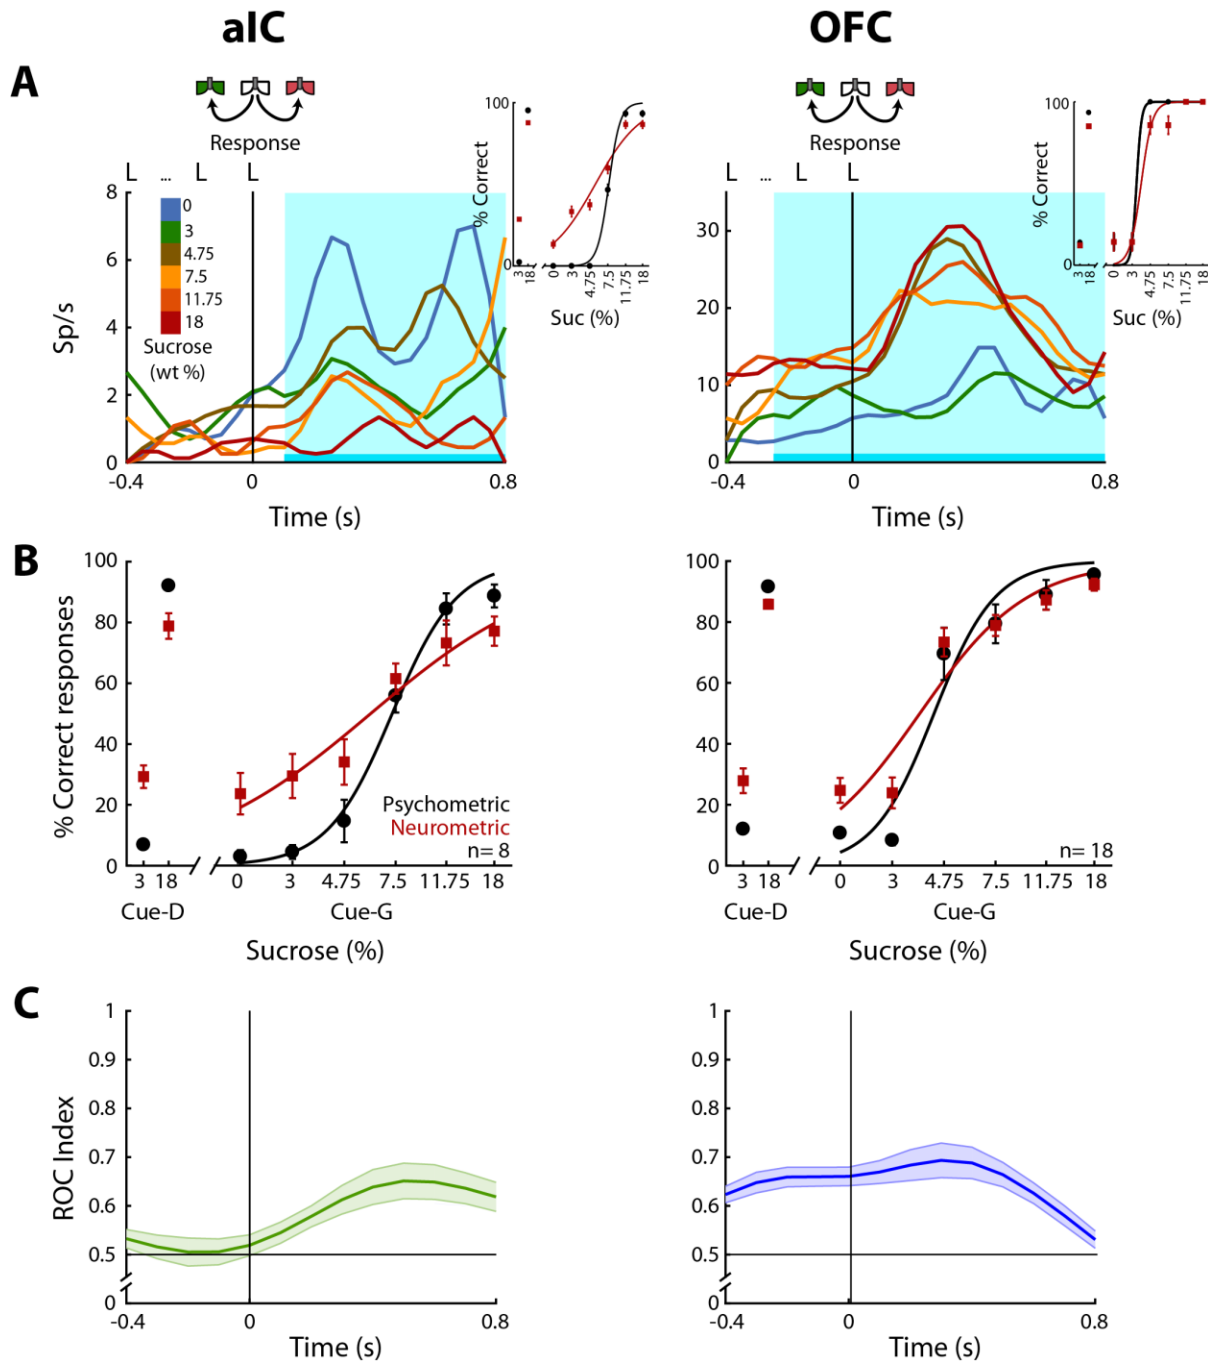 aIC
OFC
A
Response
L ... L L
8
6
4
2
0
Sp/s
0
3
4.75
7.5
11.75
18
Sucrose
(wt %)
-0.4 0 0.8
Time (s)
100
0
% Correct
3 18 0 3 4.75 7.5 11.75 18
Suc (%)
Response
L ... L L
30
20
10
0
-0.4 0 0.8
Time (s)
100
0
% Correct
3 18 0 3 4.75 7.5 11.75 18
Suc (%)
B
100
80
60
40
20
0
% Correct responses
Psychometric
Neurometric
n= 8
3 18 0 3 4.75 7.5 11.75 18
Cue-D Cue-G
Sucrose (%)
100
80
60
40
20
0
n= 18
3 18 0 3 4.75 7.5 11.75 18
Cue-D Cue-G
Sucrose (%)
C
1
0.9
0.8
0.7
0.6
0.5
0
ROC Index
-0.4 0 0.8
Time (s)
1
0.9
0.8
0.7
0.6
0.5
0
-0.4 0 0.8
Time (s)